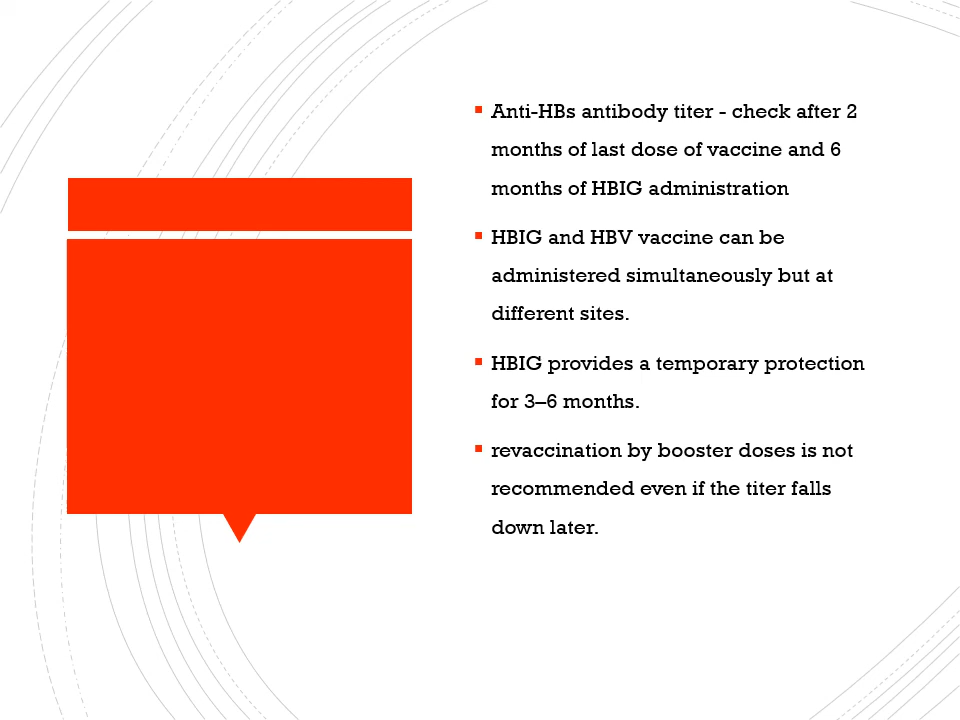 ▪ Anti-HBs antibody titer - check after 2
months of last dose of vaccine and 6
months of HBIG administration
▪ HBIG and HBV vaccine can be
administered simultaneously but at
different sites.
▪ HBIG provides a temporary protection
for 3–6 months.
▪ revaccination by booster doses is not
recommended even if the titer falls
down later.